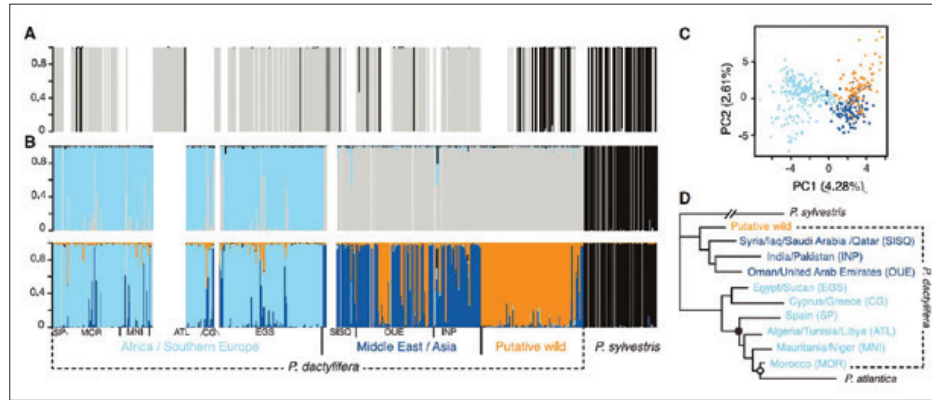 A
0.8
0.4
0
B
0.8
0.4
0
0.8
0.4
0
SP
MOR
MNI
ATL
CG
EGS
SISQ
OUE
INP
Africa / Southern Europe
Middle East / Asia
Putative wild
P. sylvestris
P. dactylifera
C
PC2 (2.61%)
5
0
-5
-4
0
4
PC1 (4.28%)
D
P. sylvestris
Putative wild
Syria/Iaq/Saudi Arabia /Qatar (SISQ)
India/Pakistan (INP)
Oman/United Arab Emirates (OUE)
Egypt/Sudan (EGS)
Cyprus/Greece (CG)
Spain (SP)
Algeria/Tunisia/Libya (ATL)
Mauritania/Niger (MNI)
Morocco (MOR)
P. atlantica
P. dactylifera